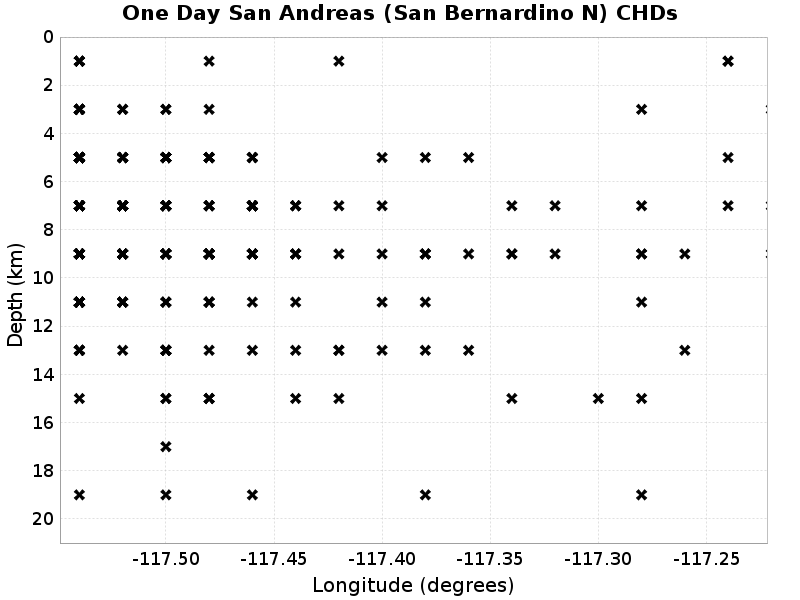 One Day San Andreas (San Bernardino N) CHDs
0
2
4
6
8
10
12
14
16
18
20
Depth (km)
-117.50 -117.45 -117.40 -117.35 -117.30 -117.25
Longitude (degrees)